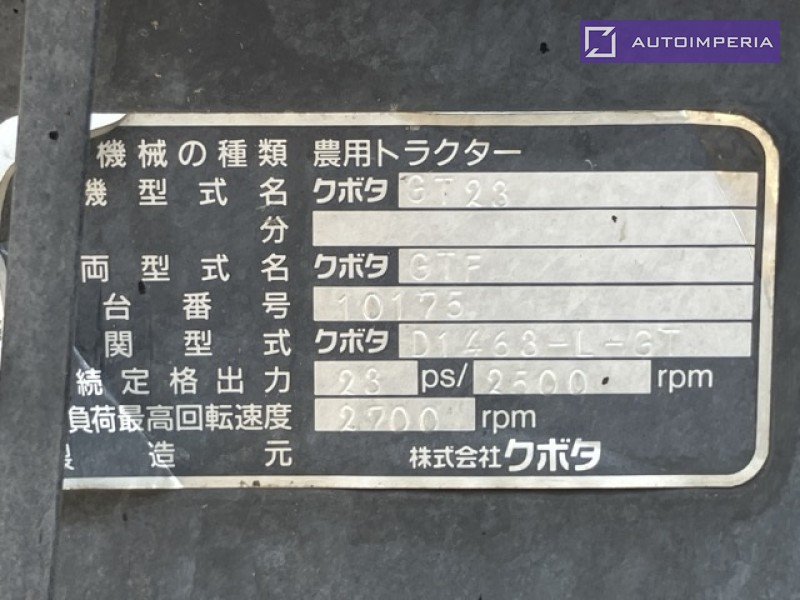 AUTOIMPERIA
機械の種類 農用トラクター
機型式名 クボタ GT23
分
両型式名 クボタ GTF
台番号 10175
関型式 クボタ D1463-L-GT
続定格出力 23 ps/ 2500 rpm
負荷最高回転速度 2700 rpm
造元 株式会社クボタ